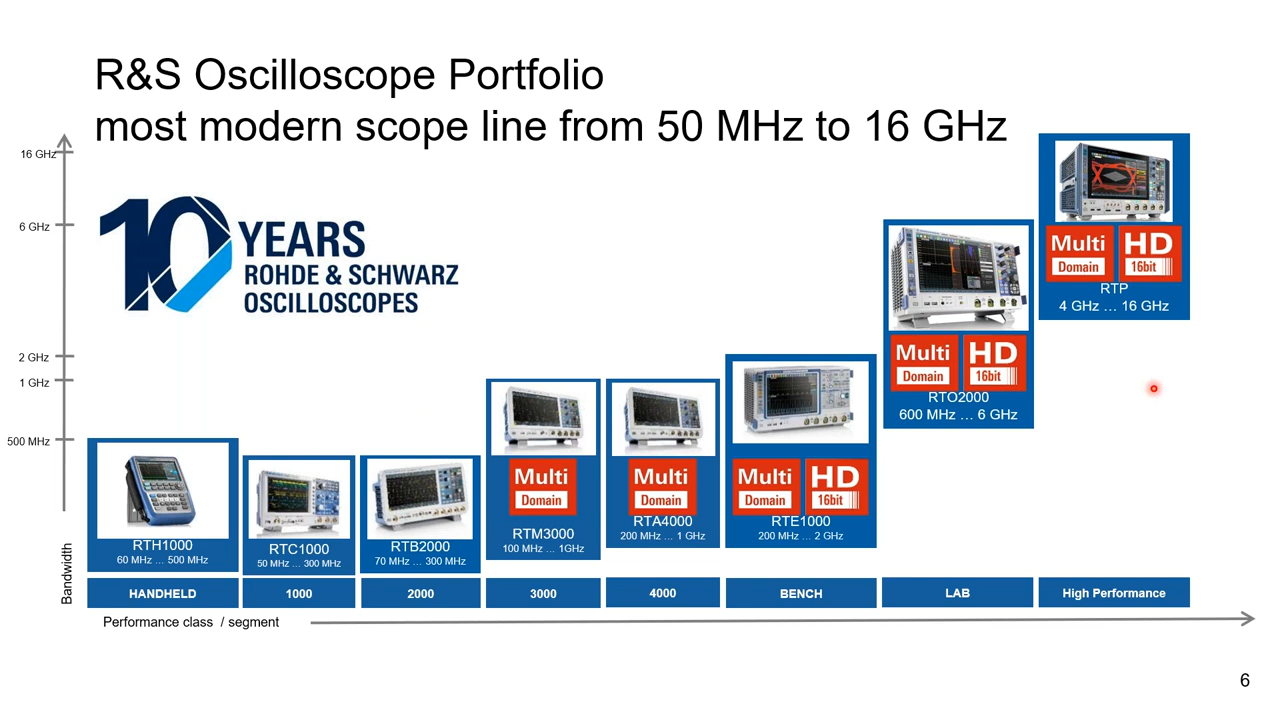 R&S Oscilloscope Portfolio
most modern scope line from 50 MHz to 16 GHz
16 GHz
6 GHz
2 GHz
1 GHz
500 MHz
Bandwidth
10 YEARS
ROHDE & SCHWARZ
OSCILLOSCOPES
RTH1000
60 MHz … 500 MHz
HANDHELD
RTC1000
50 MHz … 300 MHz
1000
RTB2000
70 MHz … 300 MHz
2000
Multi
Domain
RTM3000
100 MHz … 1GHz
3000
Multi
Domain
RTA4000
200 MHz … 1 GHz
4000
Multi
Domain
HD
16bit
RTE1000
200 MHz … 2 GHz
BENCH
Multi
Domain
HD
16bit
RTO2000
600 MHz … 6 GHz
LAB
Multi
Domain
HD
16bit
RTP
4 GHz … 16 GHz
High Performance
Performance class / segment
6